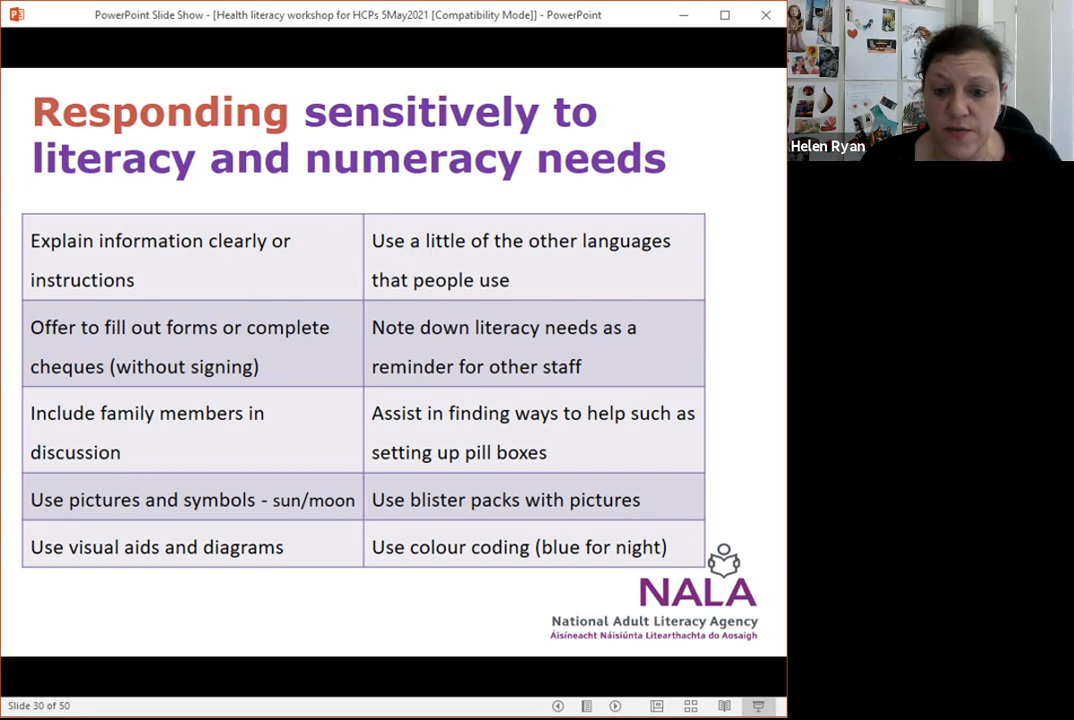 PowerPoint Slide Show - [Health literacy workshop for HCPs 5May2021 [Compatibility Mode]] - PowerPoint
Helen Ryan
Responding sensitively to
literacy and numeracy needs
Explain information clearly or
instructions
Use a little of the other languages
that people use
Offer to fill out forms or complete
cheques (without signing)
Note down literacy needs as a
reminder for other staff
Include family members in
discussion
Assist in finding ways to help such as
setting up pill boxes
Use pictures and symbols - sun/moon
Use blister packs with pictures
Use visual aids and diagrams
Use colour coding (blue for night)
NALA
National Adult Literacy Agency
Áisíneacht Náisiúnta Litearthachta do Aosaigh
Slide 30 of 50